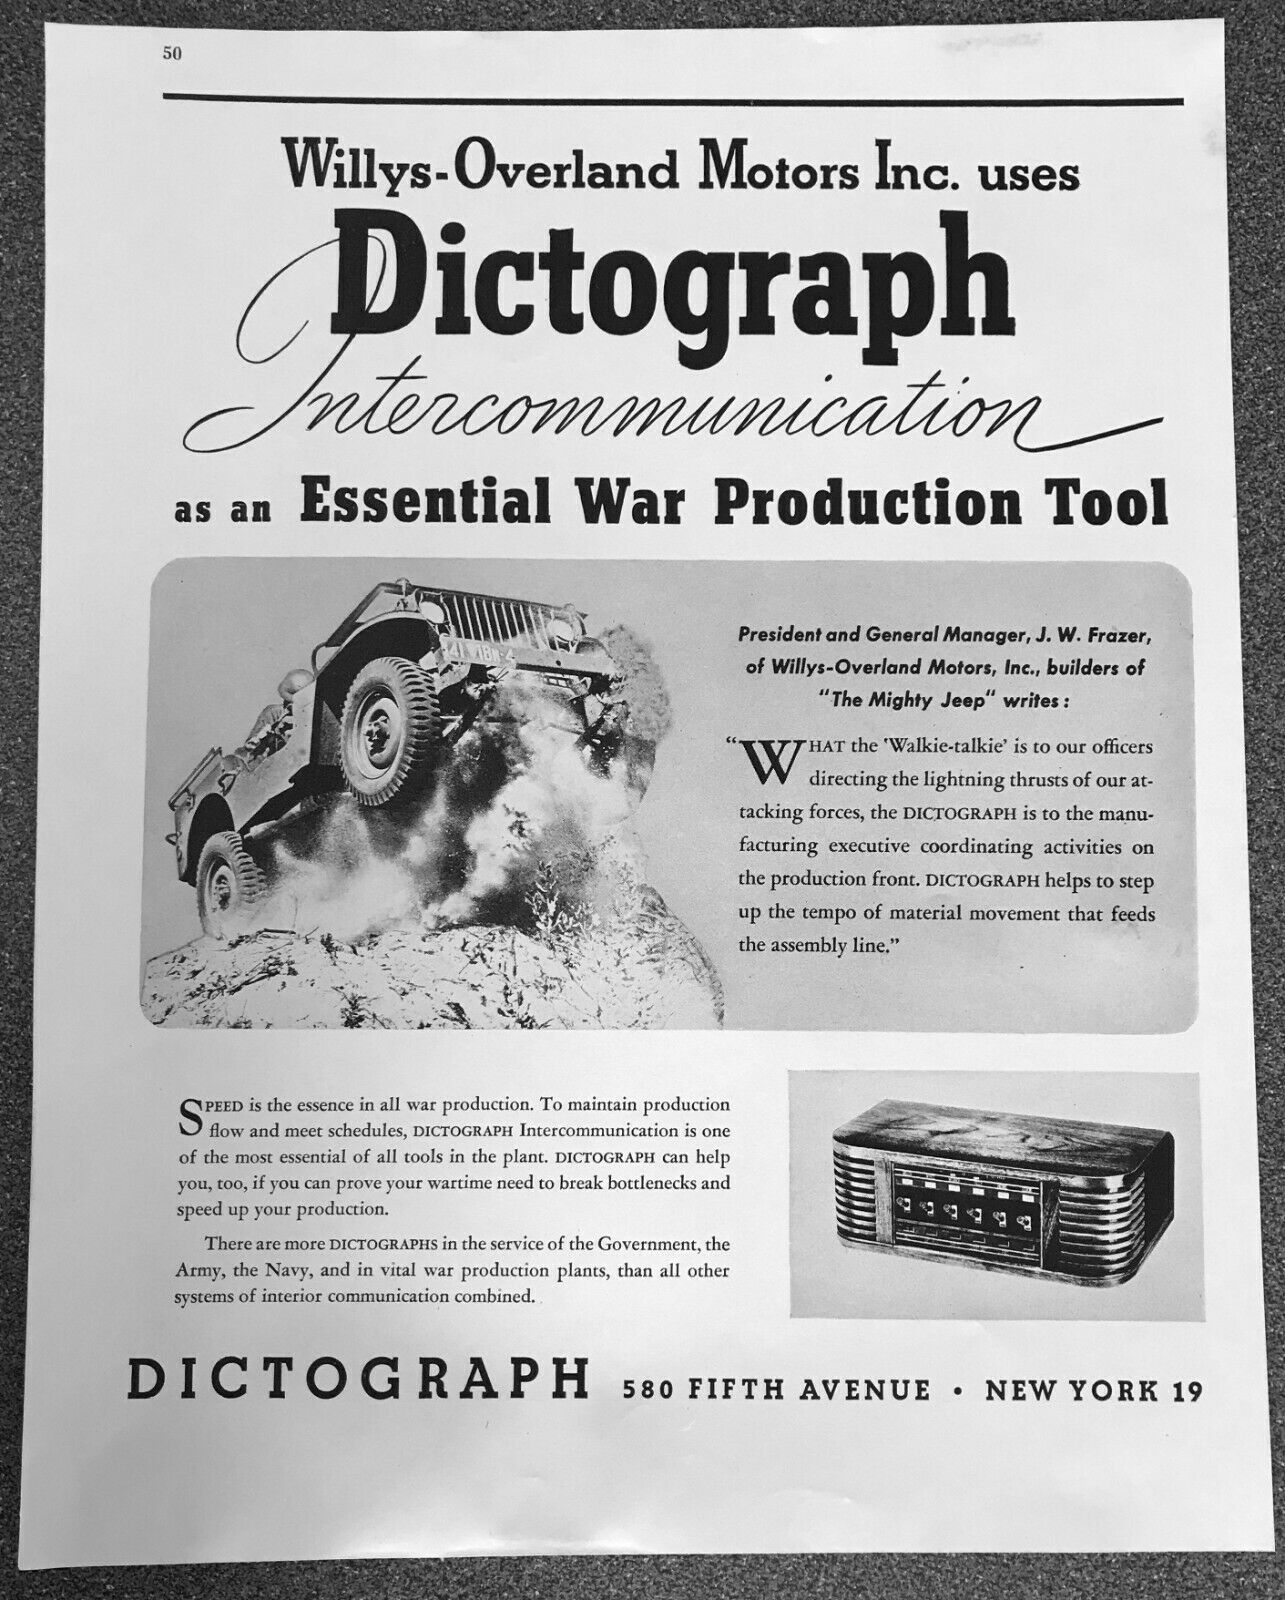 50
Willys-Overland Motors Inc. uses
Dictograph
Intercommunication
as an Essential War Production Tool
President and General Manager, J. W. Frazer,
of Willys-Overland Motors, Inc., builders of
"The Mighty Jeep" writes:
"WHAT the 'Walkie-talkie' is to our officers
directing the lightning thrusts of our at-
tacking forces, the DICTOGRAPH is to the manu-
facturing executive coordinating activities on
the production front. DICTOGRAPH helps to step
up the tempo of material movement that feeds
the assembly line."
SPEED is the essence in all war production. To maintain production
flow and meet schedules, DICTOGRAPH Intercommunication is one
of the most essential of all tools in the plant. DICTOGRAPH can help
you, too, if you can prove your wartime need to break bottlenecks and
speed up your production.
There are more DICTOGRAPHS in the service of the Government, the
Army, the Navy, and in vital war production plants, than all other
systems of interior communication combined.
DICTOGRAPH 580 FIFTH AVENUE • NEW YORK 19